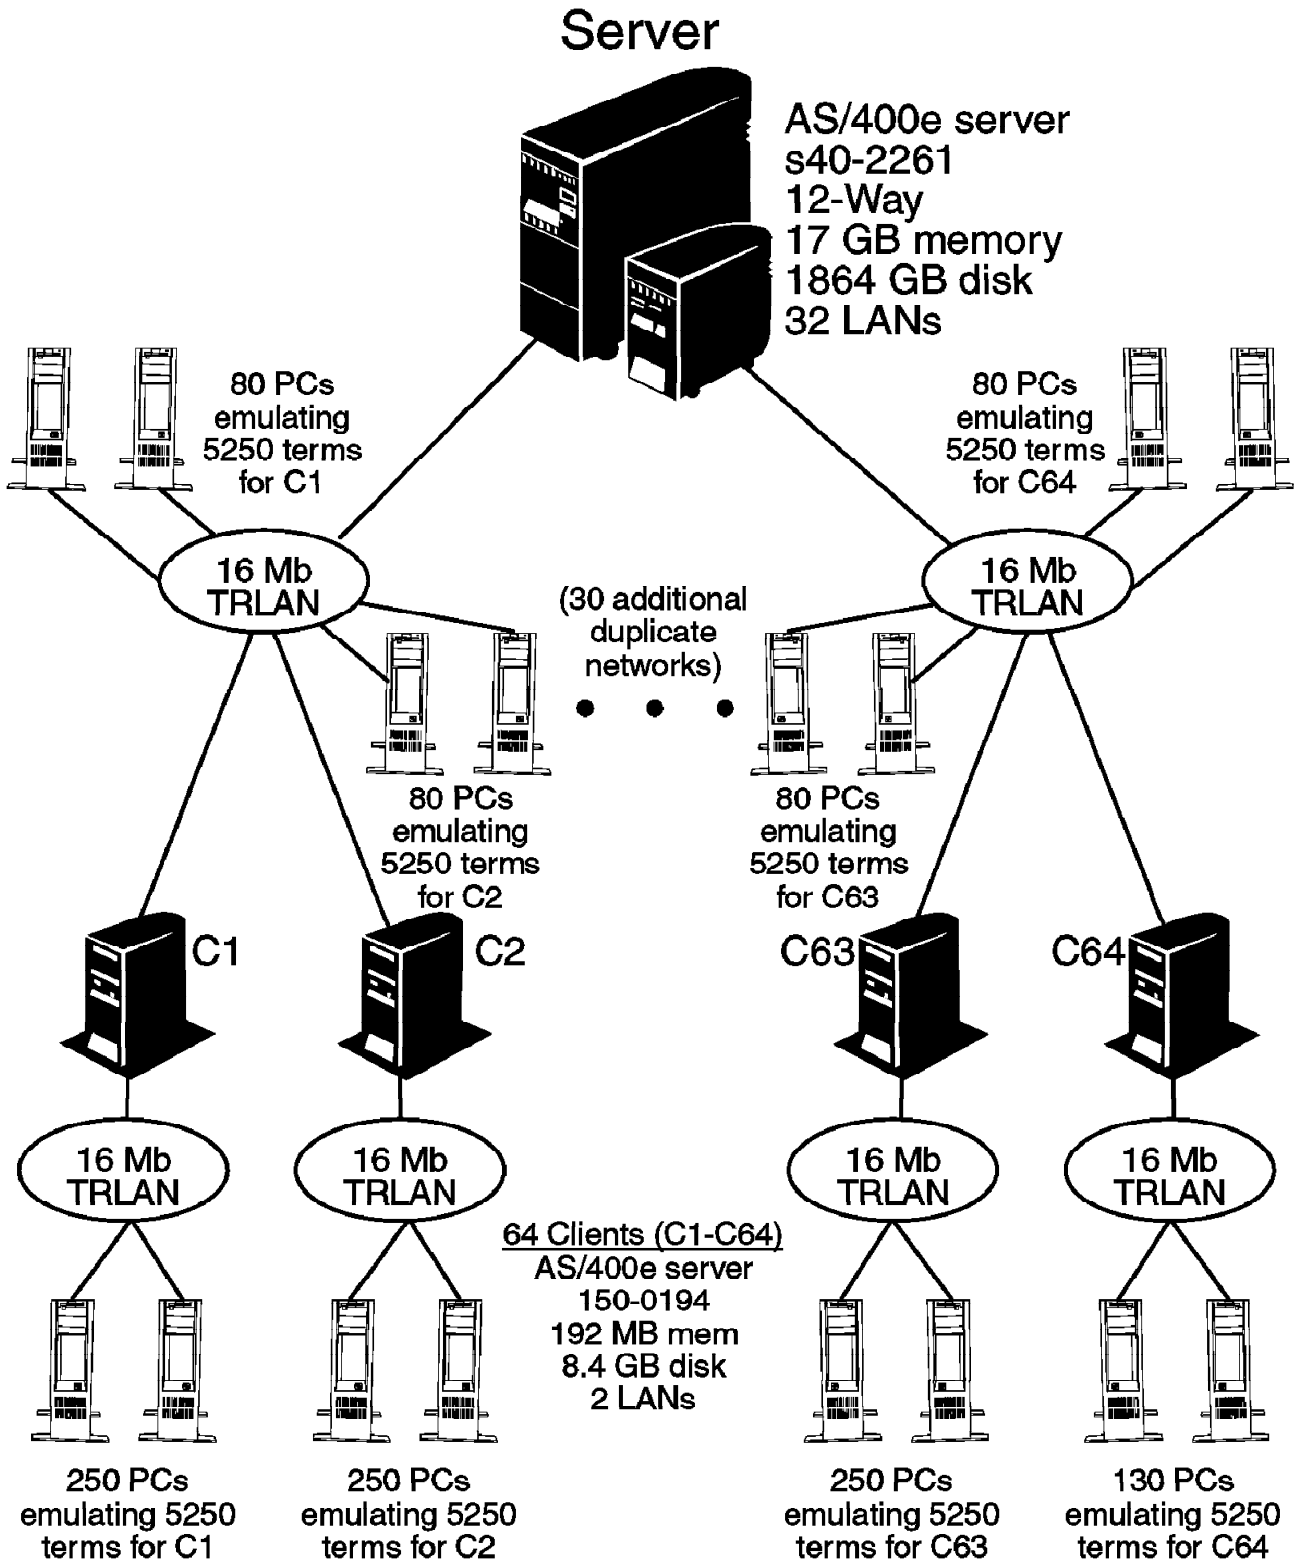 Server
AS/400e server
s40-2261
12-Way
17 GB memory
1864 GB disk
32 LANs
80 PCs
emulating
5250 terms
for C1
80 PCs
emulating
5250 terms
for C64
16 Mb
TRLAN
(30 additional
duplicate
networks)
16 Mb
TRLAN
80 PCs
emulating
5250 terms
for C2
80 PCs
emulating
5250 terms
for C63
C1
C2
C63
C64
16 Mb
TRLAN
16 Mb
TRLAN
16 Mb
TRLAN
16 Mb
TRLAN
64 Clients (C1-C64)
AS/400e server
150-0194
192 MB mem
8.4 GB disk
2 LANs
250 PCs
emulating 5250
terms for C1
250 PCs
emulating 5250
terms for C2
250 PCs
emulating 5250
terms for C63
130 PCs
emulating 5250
terms for C64